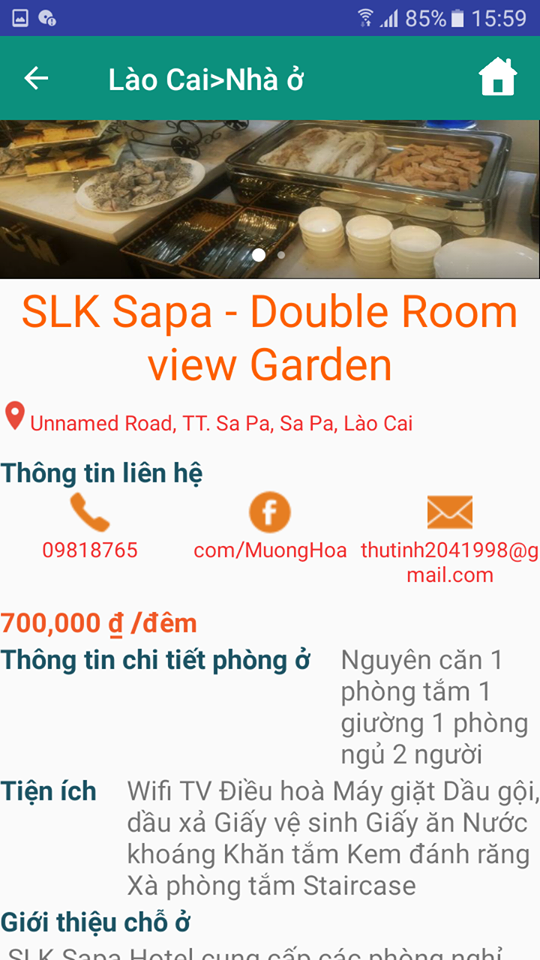 85% 15:59
Lào Cai>Nhà ở
SLK Sapa - Double Room
view Garden
Unnamed Road, TT. Sa Pa, Sa Pa, Lào Cai
Thông tin liên hệ
09818765
com/MuongHoa
thutinh2041998@g
mail.com
700,000 ₫ /đêm
Thông tin chi tiết phòng ở
Nguyên căn 1
phòng tắm 1
giường 1 phòng
ngủ 2 người
Tiện ích
Wifi TV Điều hoà Máy giặt Dầu gội,
dầu xả Giấy vệ sinh Giấy ăn Nước
khoáng Khăn tắm Kem đánh răng
Xà phòng tắm Staircase
Giới thiệu chỗ ở
SLK Sapa Hotel cung cấp các phòng nghỉ